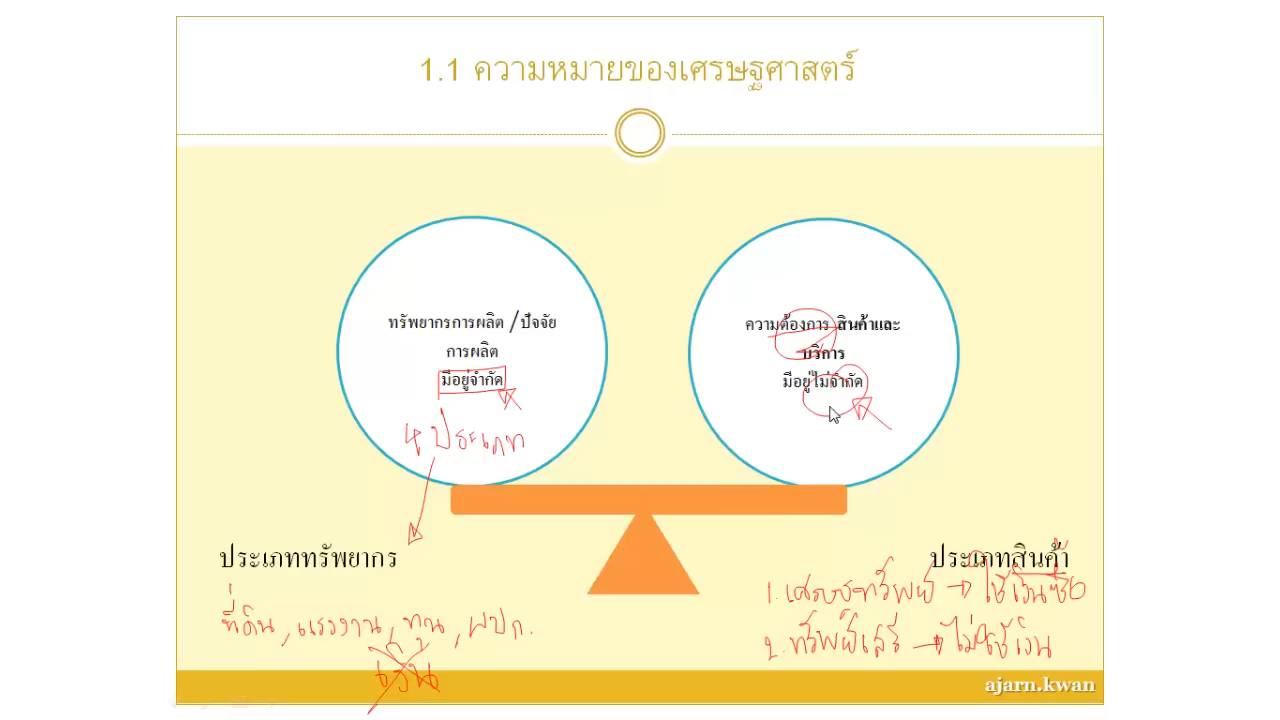 1.1 ความหมายของเศรษฐศาสตร์
ทรัพยากรการผลิต /ปัจจัย
การผลิต
มีอยู่จำกัด
4 ประเภท
ความต้องการ สินค้าและ
บริการ
มีอยู่ไม่จำกัด
ประเภททรัพยากร
ที่ดิน, แรงงาน, ทุน, ผปก.
เงิน
ประเภทสินค้า
1. เศรษฐทรัพย์ → ใช้เงินซื้อ
2. ทรัพย์เสรี → ไม่ใช้เงิน
ajarn.kwan